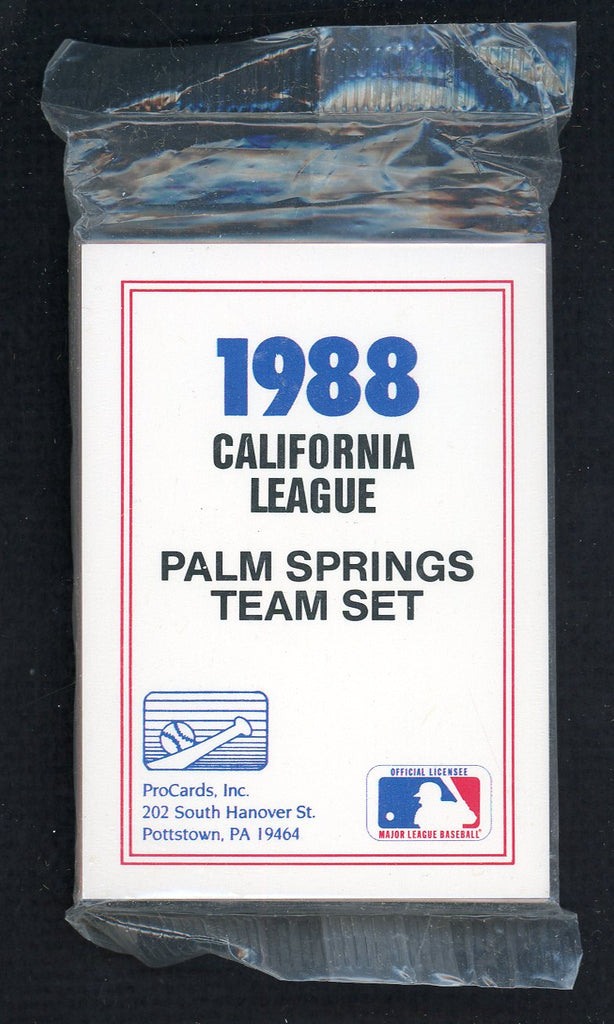 1988
CALIFORNIA
LEAGUE
PALM SPRINGS
TEAM SET
ProCards, Inc.
202 South Hanover St.
Pottstown, PA 19464
OFFICIAL LICENSEE
MAJOR LEAGUE BASEBALL